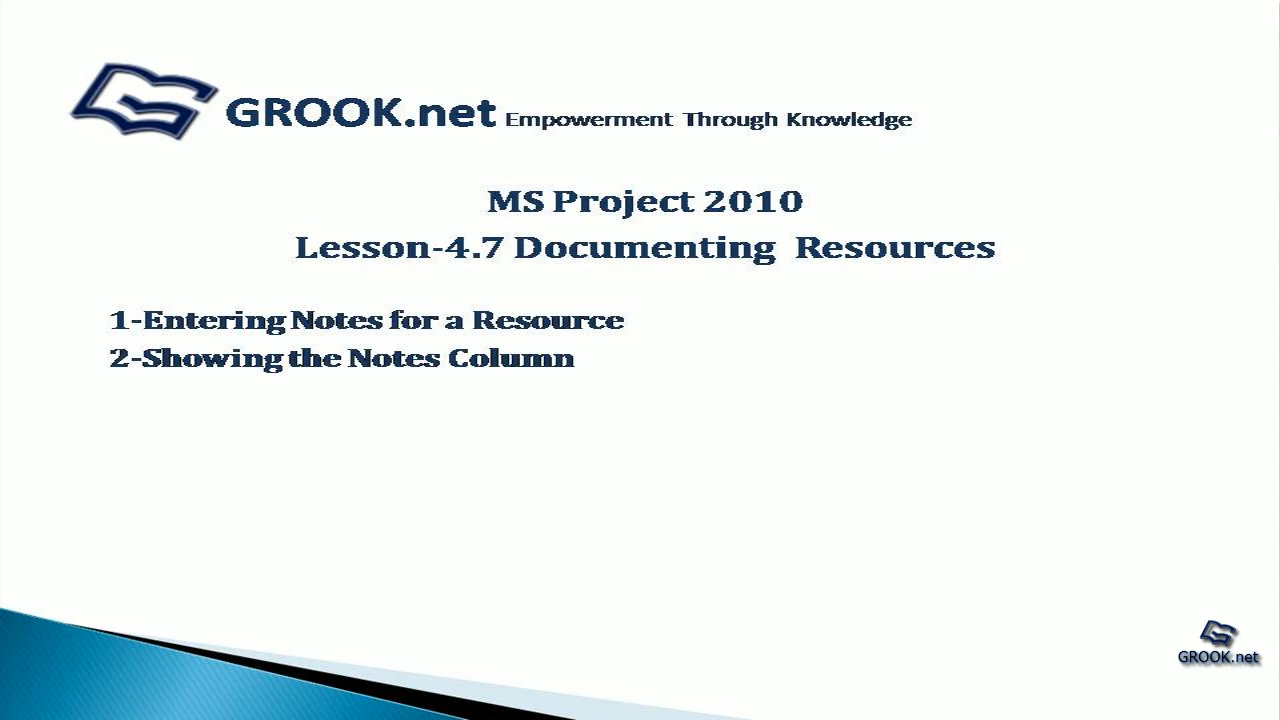 GROOK.net Empowerment Through Knowledge
MS Project 2010
Lesson-4.7 Documenting Resources
1-Entering Notes for a Resource
2-Showing the Notes Column
GROOK.net